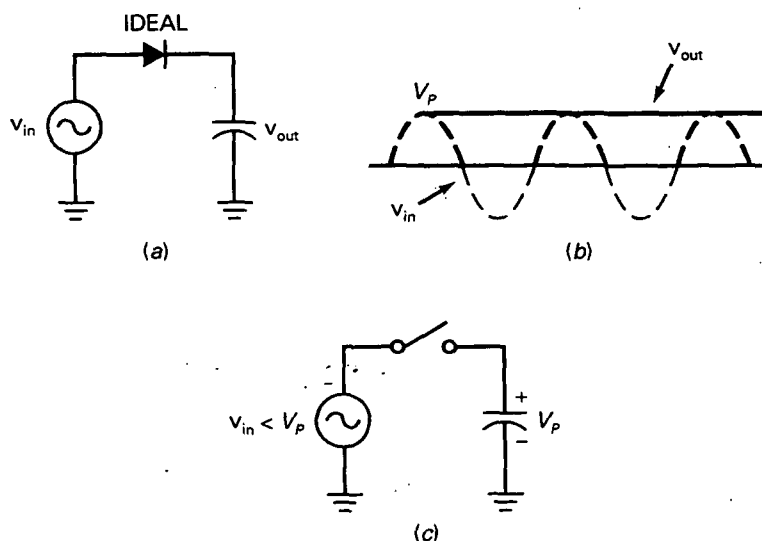 IDEAL
v_in
v_out
(a)
V_P
v_out
v_in
(b)
v_in < V_P
+
V_P
−
(c)